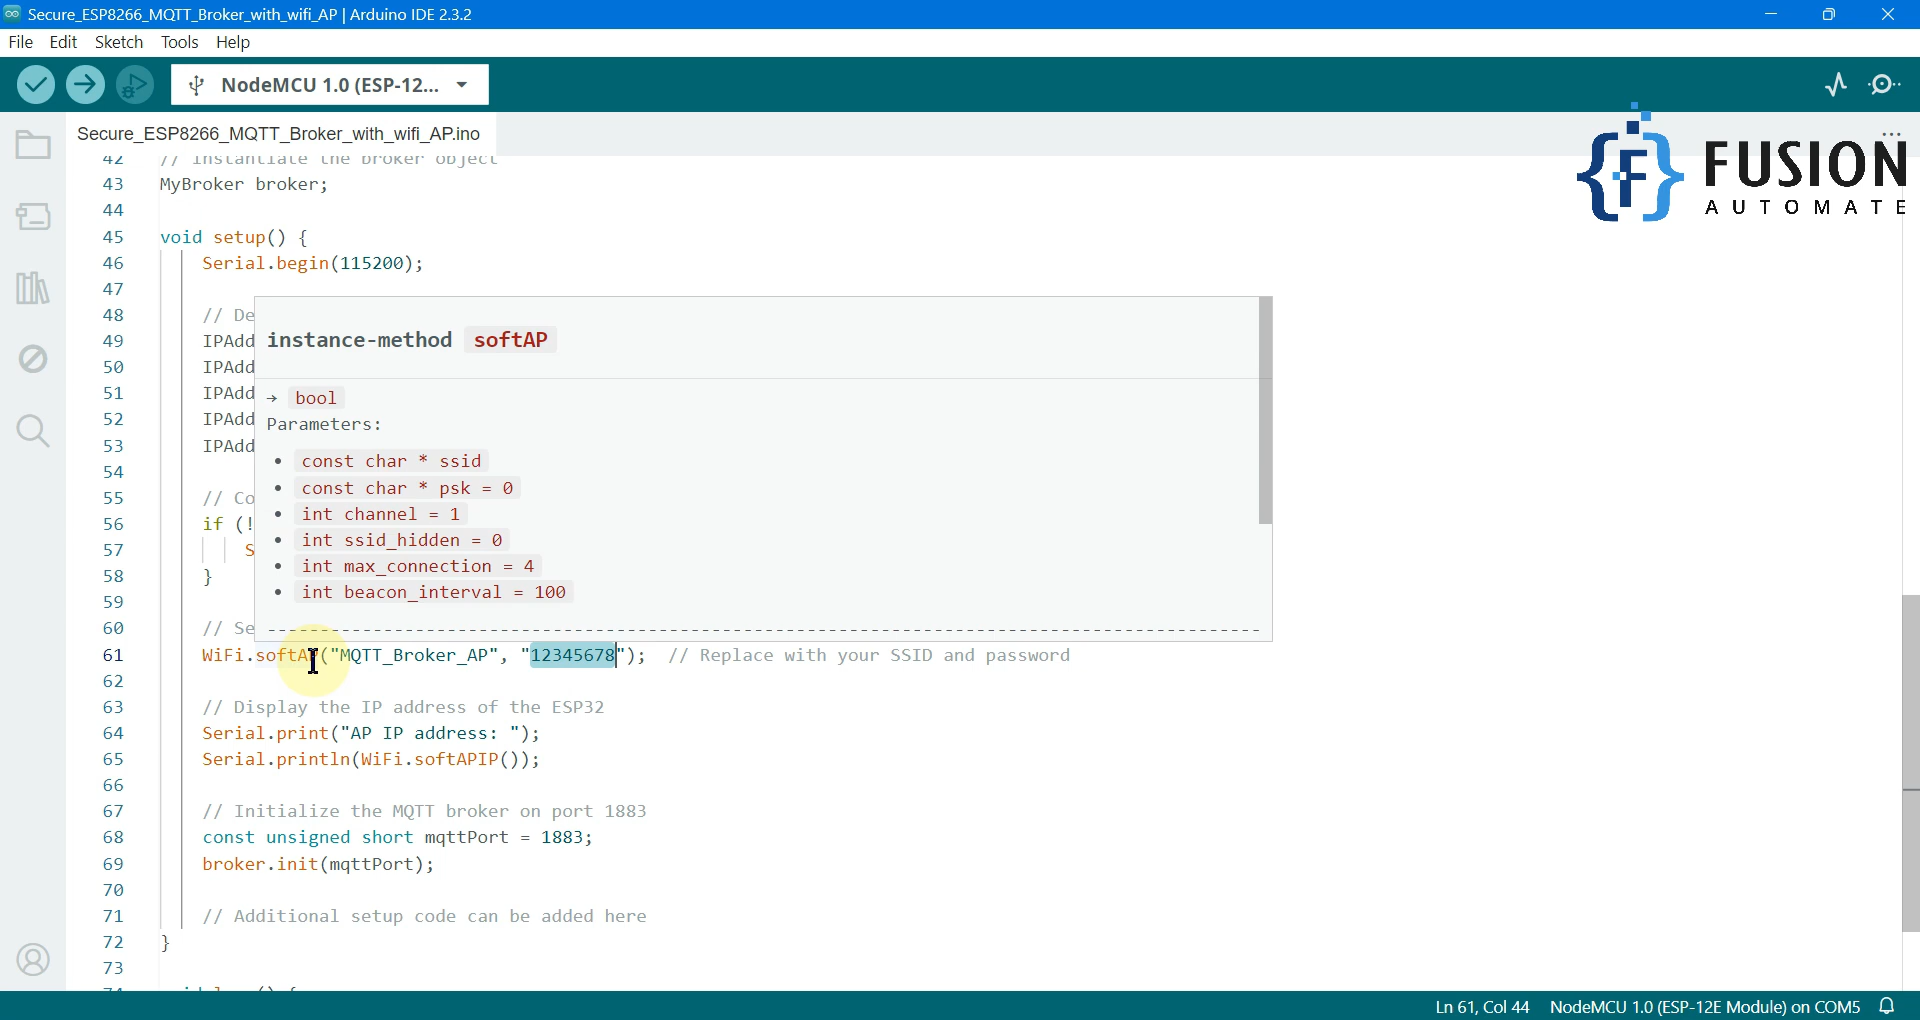 Secure_ESP8266_MQTT_Broker_with_wifi_AP | Arduino IDE 2.3.2
File Edit Sketch Tools Help
NodeMCU 1.0 (ESP-12...
Secure_ESP8266_MQTT_Broker_with_wifi_AP.ino
FUSION
AUTOMATE
42 // Instantiate the broker object
43 MyBroker broker;
44
45 void setup() {
46 Serial.begin(115200);
47
48 // De
49 IPAdd
50 IPAdd
51 IPAdd
52 IPAdd
53 IPAdd
54
55 // Co
56 if (!
57 S
58 }
59
60 // Se
instance-method softAP
→ bool
Parameters:
• const char * ssid
• const char * psk = 0
• int channel = 1
• int ssid_hidden = 0
• int max_connection = 4
• int beacon_interval = 100
61 WiFi.softAP("MQTT_Broker_AP", "12345678"); // Replace with your SSID and password
62
63 // Display the IP address of the ESP32
64 Serial.print("AP IP address: ");
65 Serial.println(WiFi.softAPIP());
66
67 // Initialize the MQTT broker on port 1883
68 const unsigned short mqttPort = 1883;
69 broker.init(mqttPort);
70
71 // Additional setup code can be added here
72 }
73
Ln 61, Col 44 NodeMCU 1.0 (ESP-12E Module) on COM5